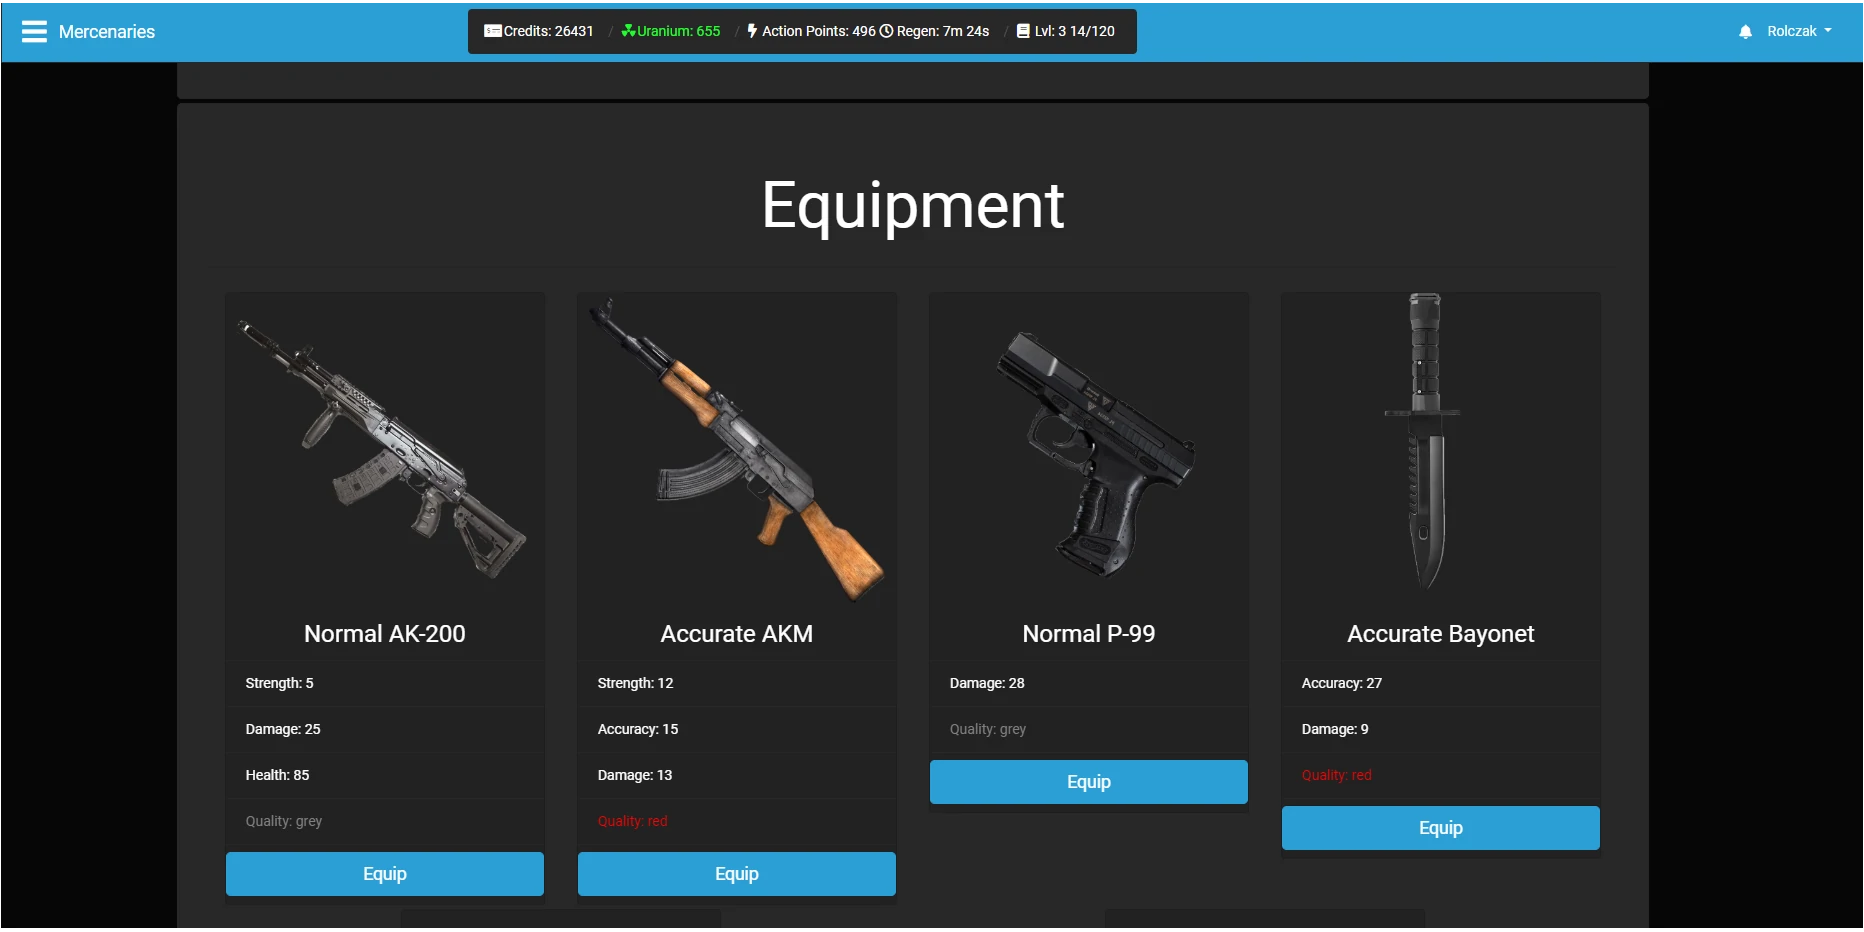 Mercenaries
Credits: 26431 / Uranium: 655 / Action Points: 496 Regen: 7m 24s / Lvl: 3 14/120
Rolczak
Equipment
Normal AK-200
Strength: 5
Damage: 25
Health: 85
Quality: grey
Equip
Accurate AKM
Strength: 12
Accuracy: 15
Damage: 13
Quality: red
Equip
Normal P-99
Damage: 28
Quality: grey
Equip
Accurate Bayonet
Accuracy: 27
Damage: 9
Quality: red
Equip